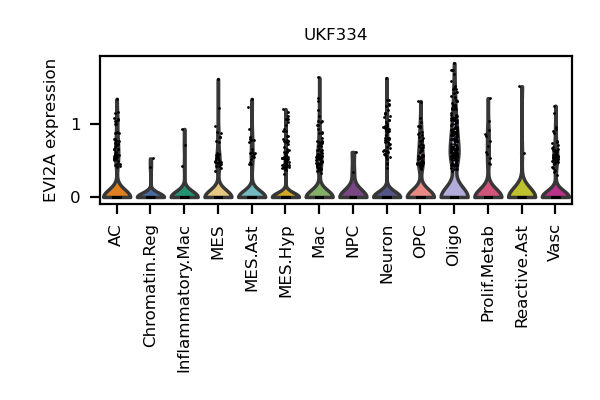 UKF334
EVI2A expression
1
0
AC
Chromatin.Reg
Inflammatory.Mac
MES
MES.Ast
MES.Hyp
Mac
NPC
Neuron
OPC
Oligo
Prolif.Metab
Reactive.Ast
Vasc